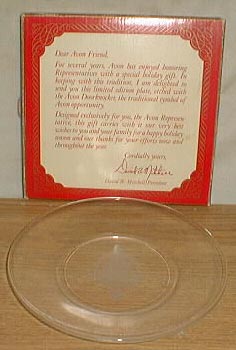 Dear Avon Friend,
For several years, Avon has enjoyed honoring
Representatives with a special holiday gift. In
keeping with this tradition, I am delighted to
send you this limited edition plate, etched with
the Avon Doorknocker, the traditional symbol of
Avon opportunity.
Designed exclusively for you, the Avon Represen-
tative, this gift carries with it our very best
wishes to you and your family for a happy holiday
season and our thanks for your efforts now and
throughout the year.
Cordially yours,
David W. Mitchell President